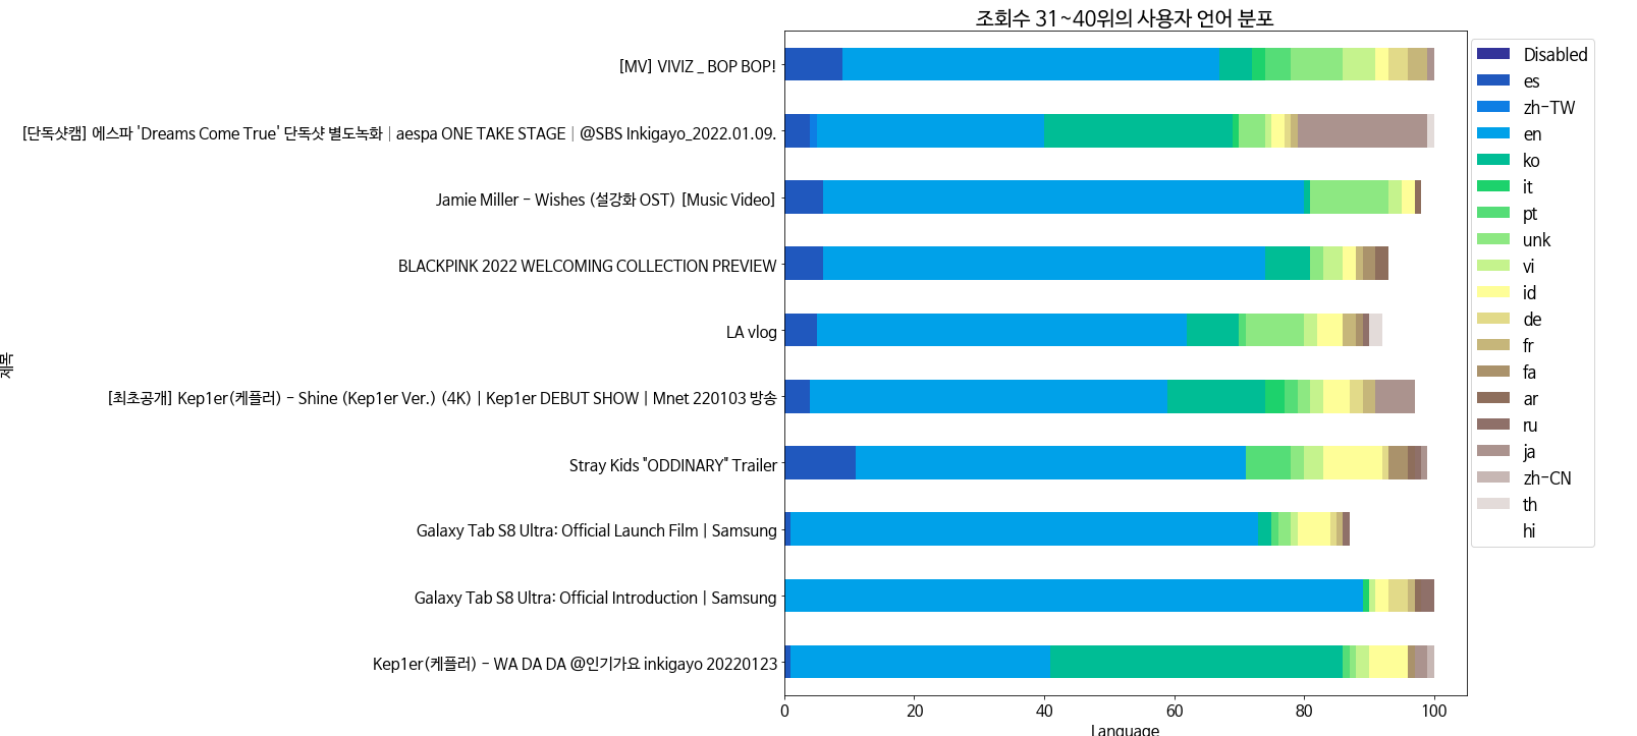 조회수 31~40위의 사용자 언어 분포
[MV] VIVIZ _ BOP BOP!
[단독샷캠] 에스파 'Dreams Come True' 단독샷 별도녹화│aespa ONE TAKE STAGE│@SBS Inkigayo_2022.01.09.
Jamie Miller - Wishes (설강화 OST) [Music Video]
BLACKPINK 2022 WELCOMING COLLECTION PREVIEW
LA vlog
[최초공개] Kep1er(케플러) - Shine (Kep1er Ver.) (4K) | Kep1er DEBUT SHOW | Mnet 220103 방송
Stray Kids "ODDINARY" Trailer
Galaxy Tab S8 Ultra: Official Launch Film | Samsung
Galaxy Tab S8 Ultra: Official Introduction | Samsung
Kep1er(케플러) - WA DA DA @인기가요 inkigayo 20220123
제목
0 20 40 60 80 100
Language
Disabled
es
zh-TW
en
ko
it
pt
unk
vi
id
de
fr
fa
ar
ru
ja
zh-CN
th
hi